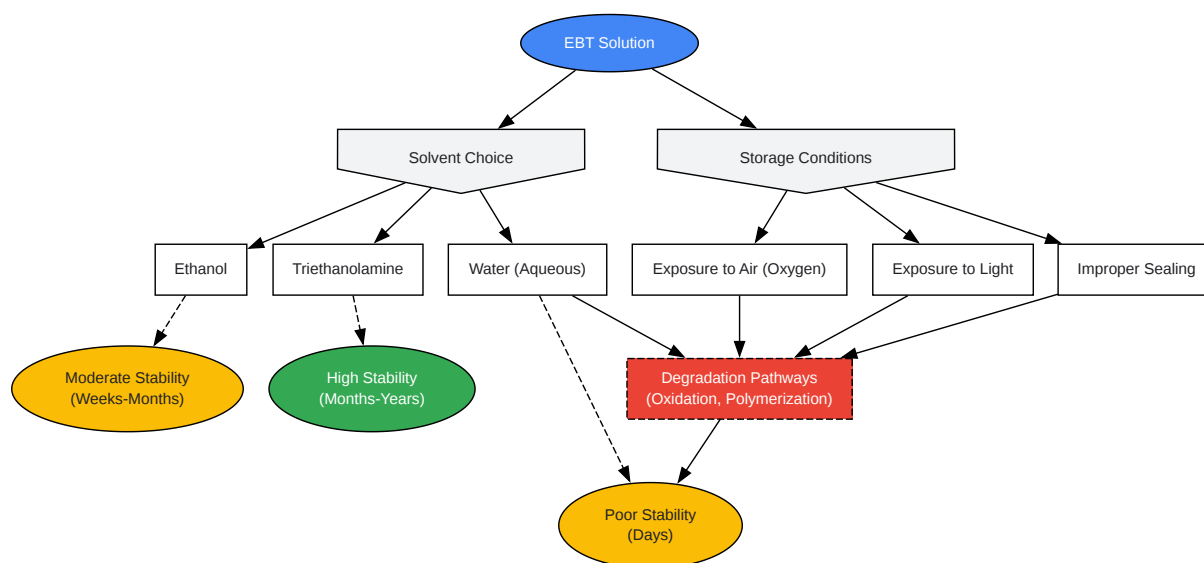 EBT Solution
Solvent Choice
Storage Conditions
Ethanol
Triethanolamine
Water (Aqueous)
Exposure to Air (Oxygen)
Exposure to Light
Improper Sealing
Moderate Stability
(Weeks-Months)
High Stability
(Months-Years)
Degradation Pathways
(Oxidation, Polymerization)
Poor Stability
(Days)